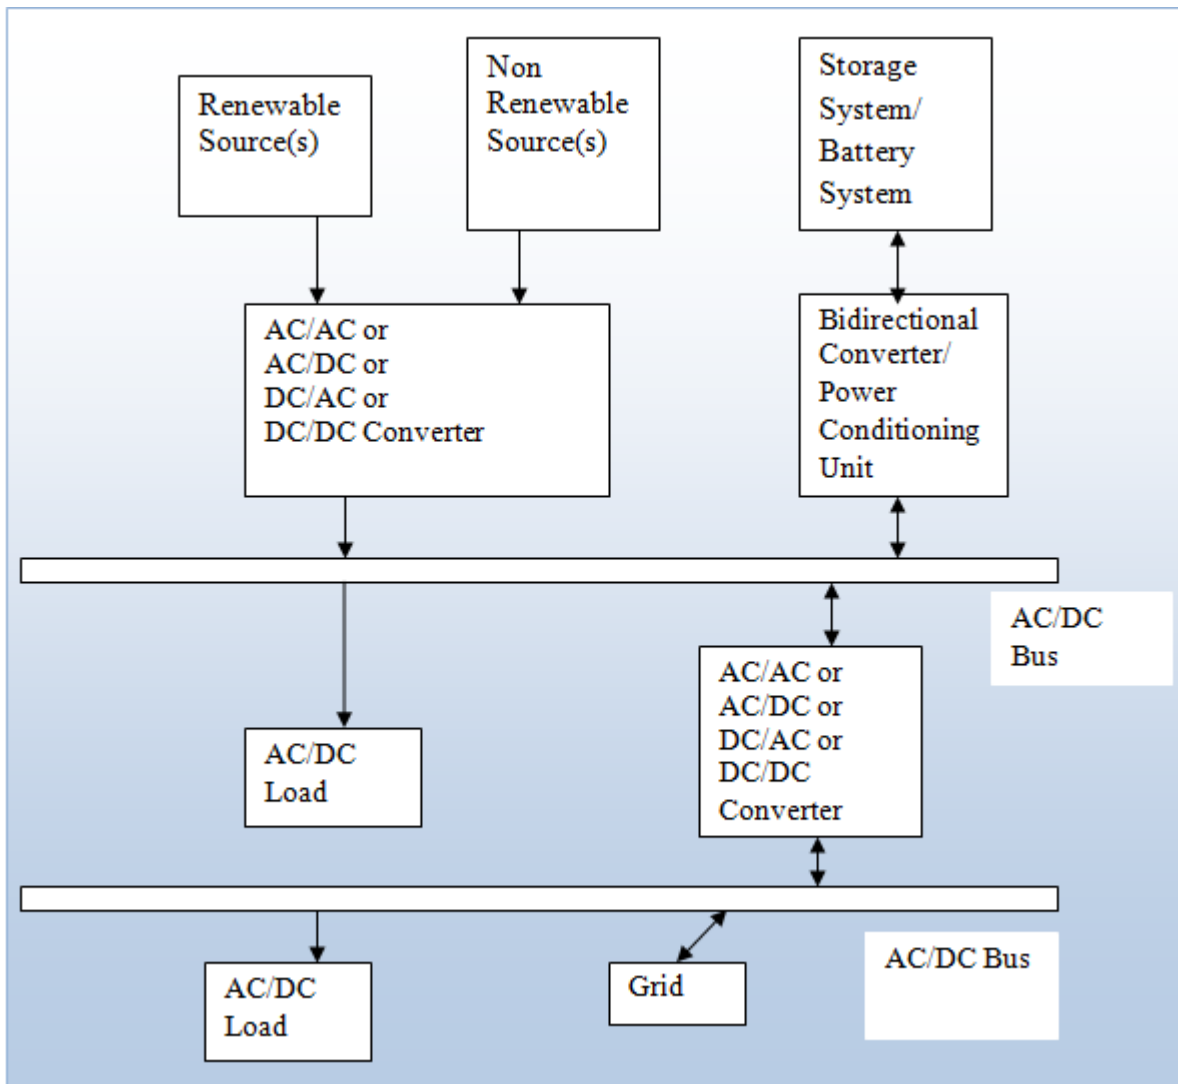 Renewable
Source(s)
Non
Renewable
Source(s)
Storage
System/
Battery
System
AC/AC or
AC/DC or
DC/AC or
DC/DC Converter
Bidirectional
Converter/
Power
Conditioning
Unit
AC/DC
Bus
AC/AC or
AC/DC or
DC/AC or
DC/DC
Converter
AC/DC
Load
AC/DC Bus
AC/DC
Load
Grid